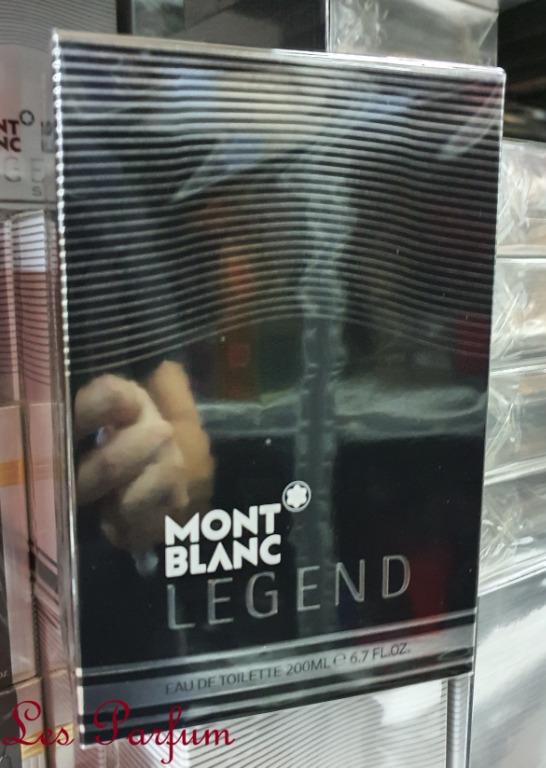 MONT
BLANC
LEGEND
EAU DE TOILETTE 200ML ℮ 6.7 FL.OZ.
Les Parfum